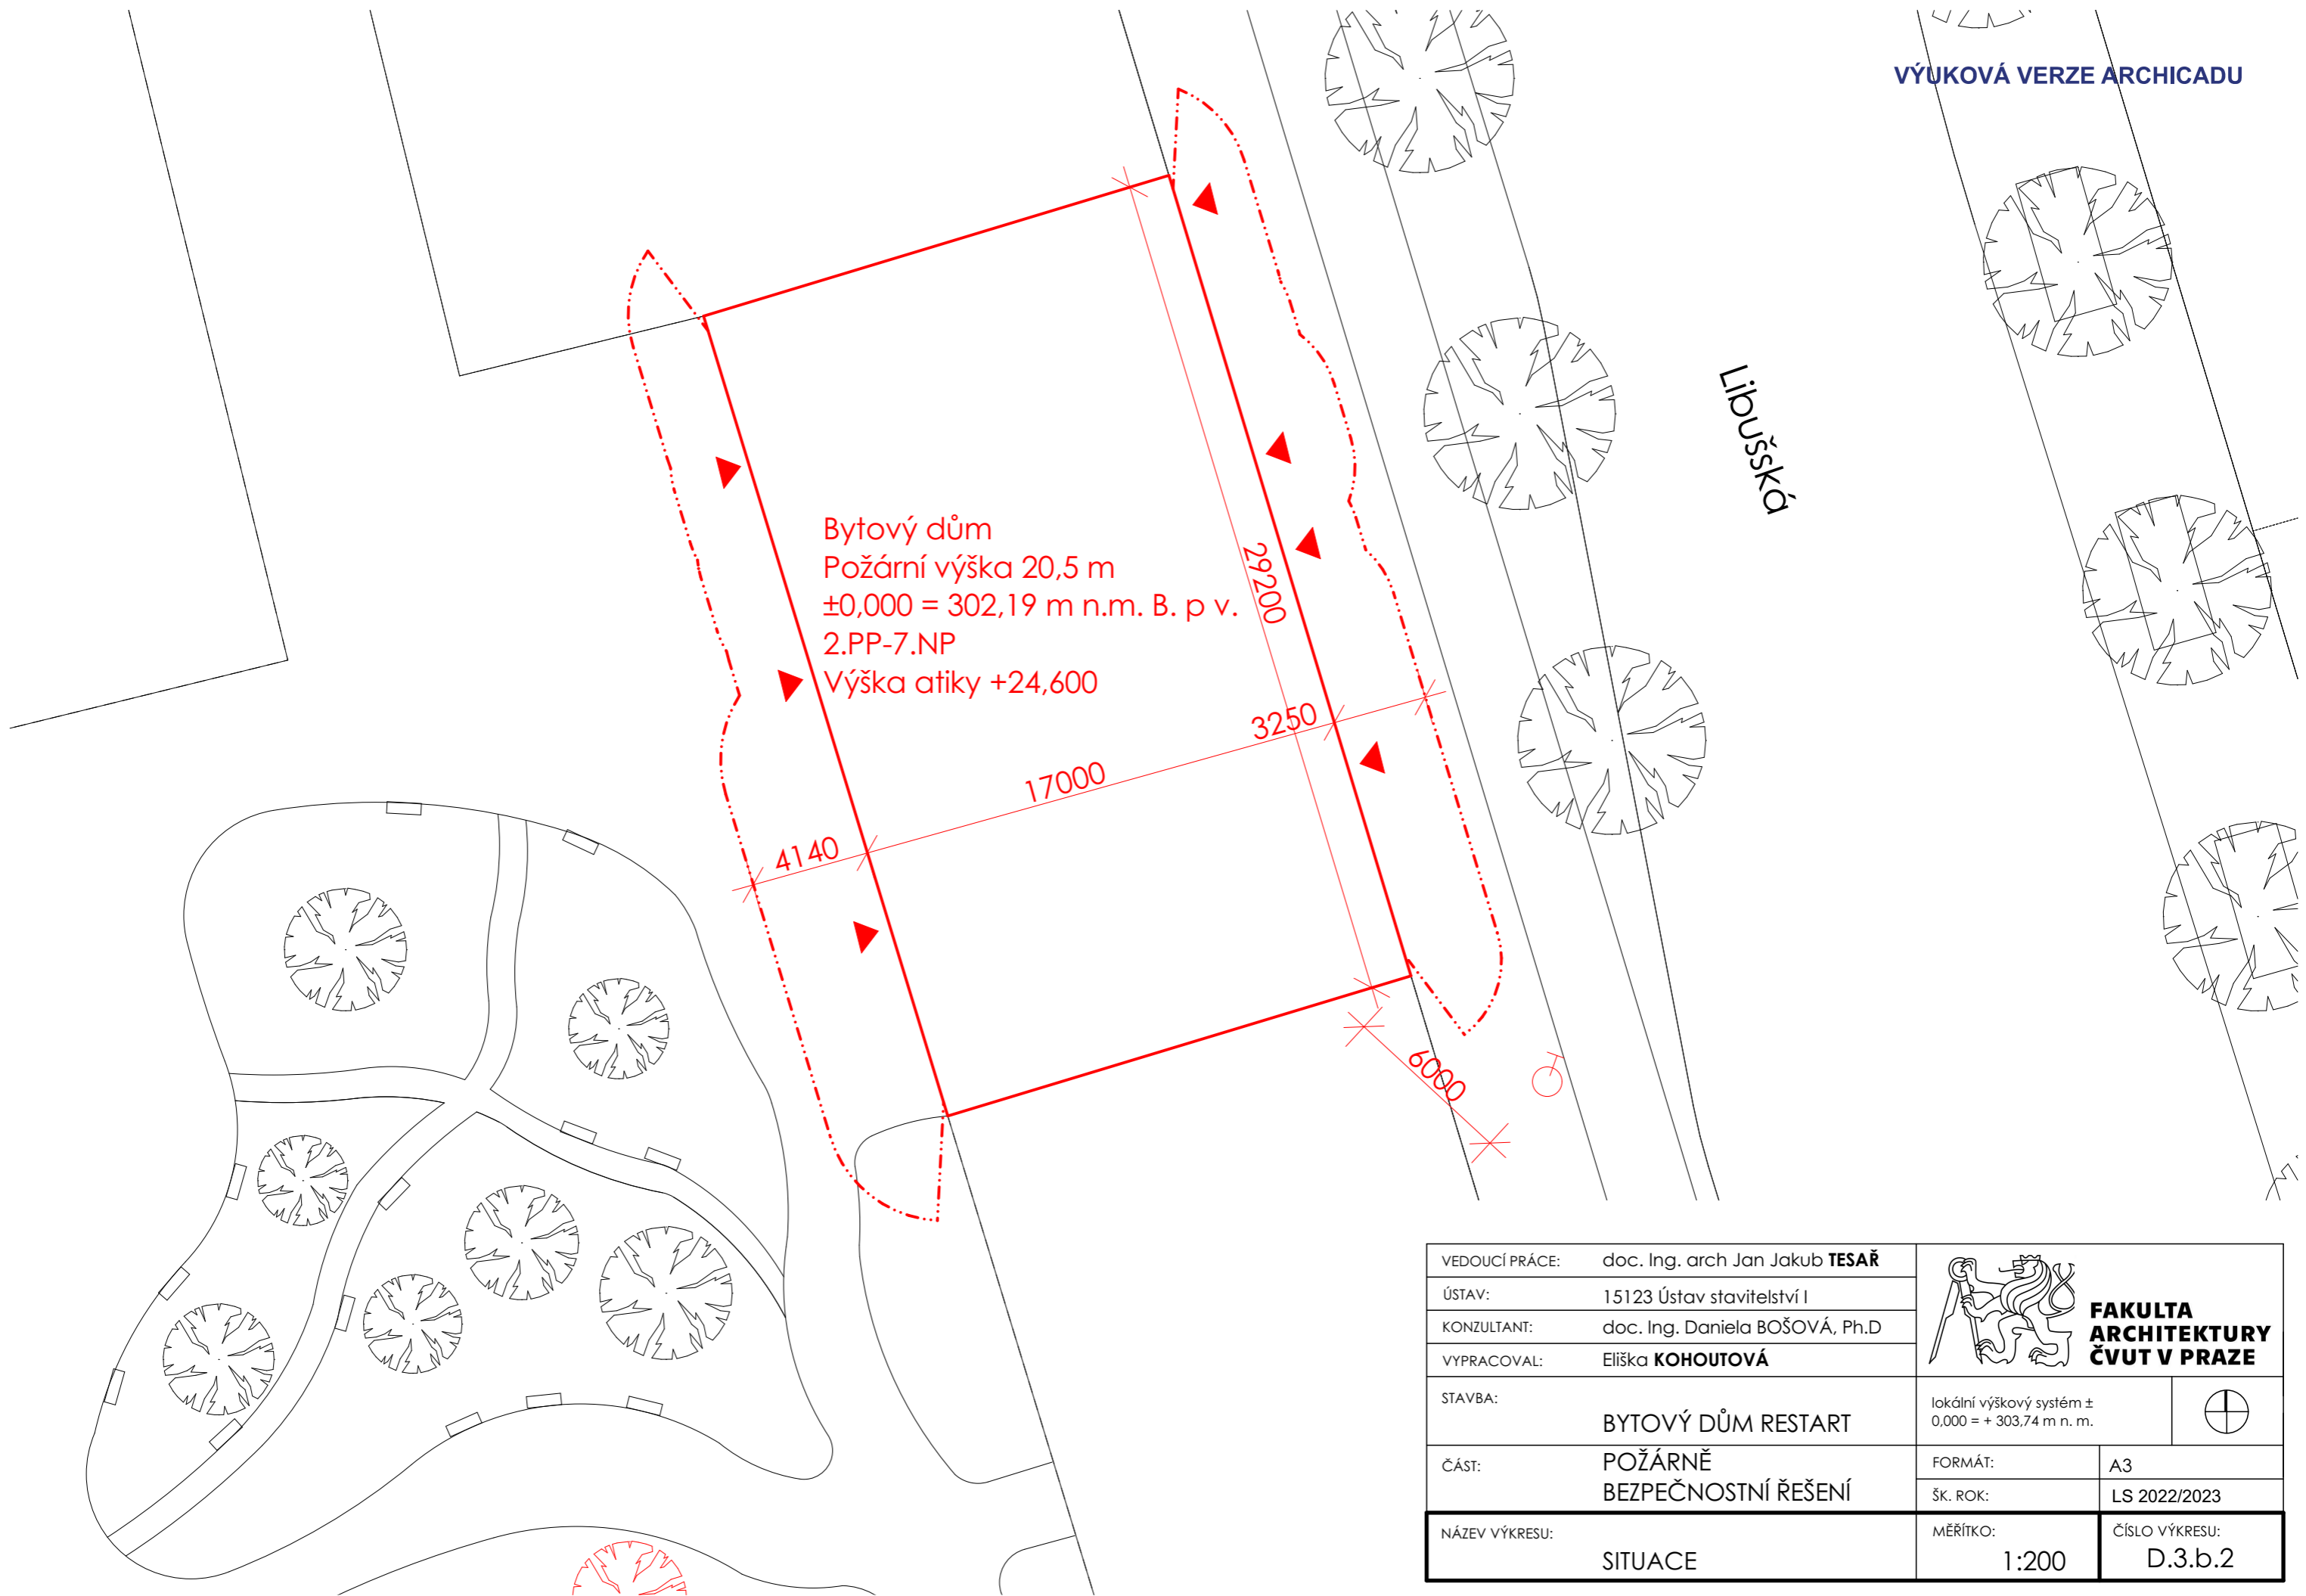 VÝUKOVÁ VERZE ARCHICADU
Libušská
Bytový dům
Požární výška 20,5 m
±0,000 = 302,19 m n.m. B. p v.
2.PP-7.NP
Výška atiky +24,600
29200
3250
17000
4140
6000
VEDOUCÍ PRÁCE: doc. Ing. arch Jan Jakub TESAŘ
ÚSTAV: 15123 Ústav stavitelství I
KONZULTANT: doc. Ing. Daniela BOŠOVÁ, Ph.D
VYPRACOVAL: Eliška KOHOUTOVÁ
FAKULTA
ARCHITEKTURY
ČVUT V PRAZE
STAVBA:
BYTOVÝ DŮM RESTART
lokální výškový systém ±
0,000 = + 303,74 m n. m.
ČÁST: POŽÁRNĚ
BEZPEČNOSTNÍ ŘEŠENÍ
FORMÁT: A3
ŠK. ROK: LS 2022/2023
NÁZEV VÝKRESU:
SITUACE
MĚŘÍTKO:
1:200
ČÍSLO VÝKRESU:
D.3.b.2